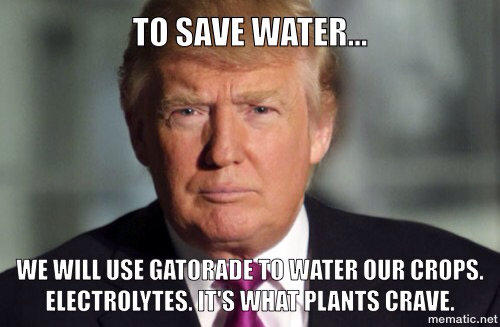 TO SAVE WATER...
WE WILL USE GATORADE TO WATER OUR CROPS.
ELECTROLYTES. IT'S WHAT PLANTS CRAVE.
mematic.net